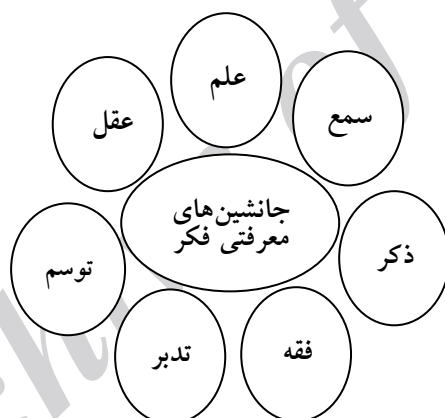 علم
سمع
ذکر
فقه
تدبر
توسم
عقل
جانشین‌های
معرفتی فکر